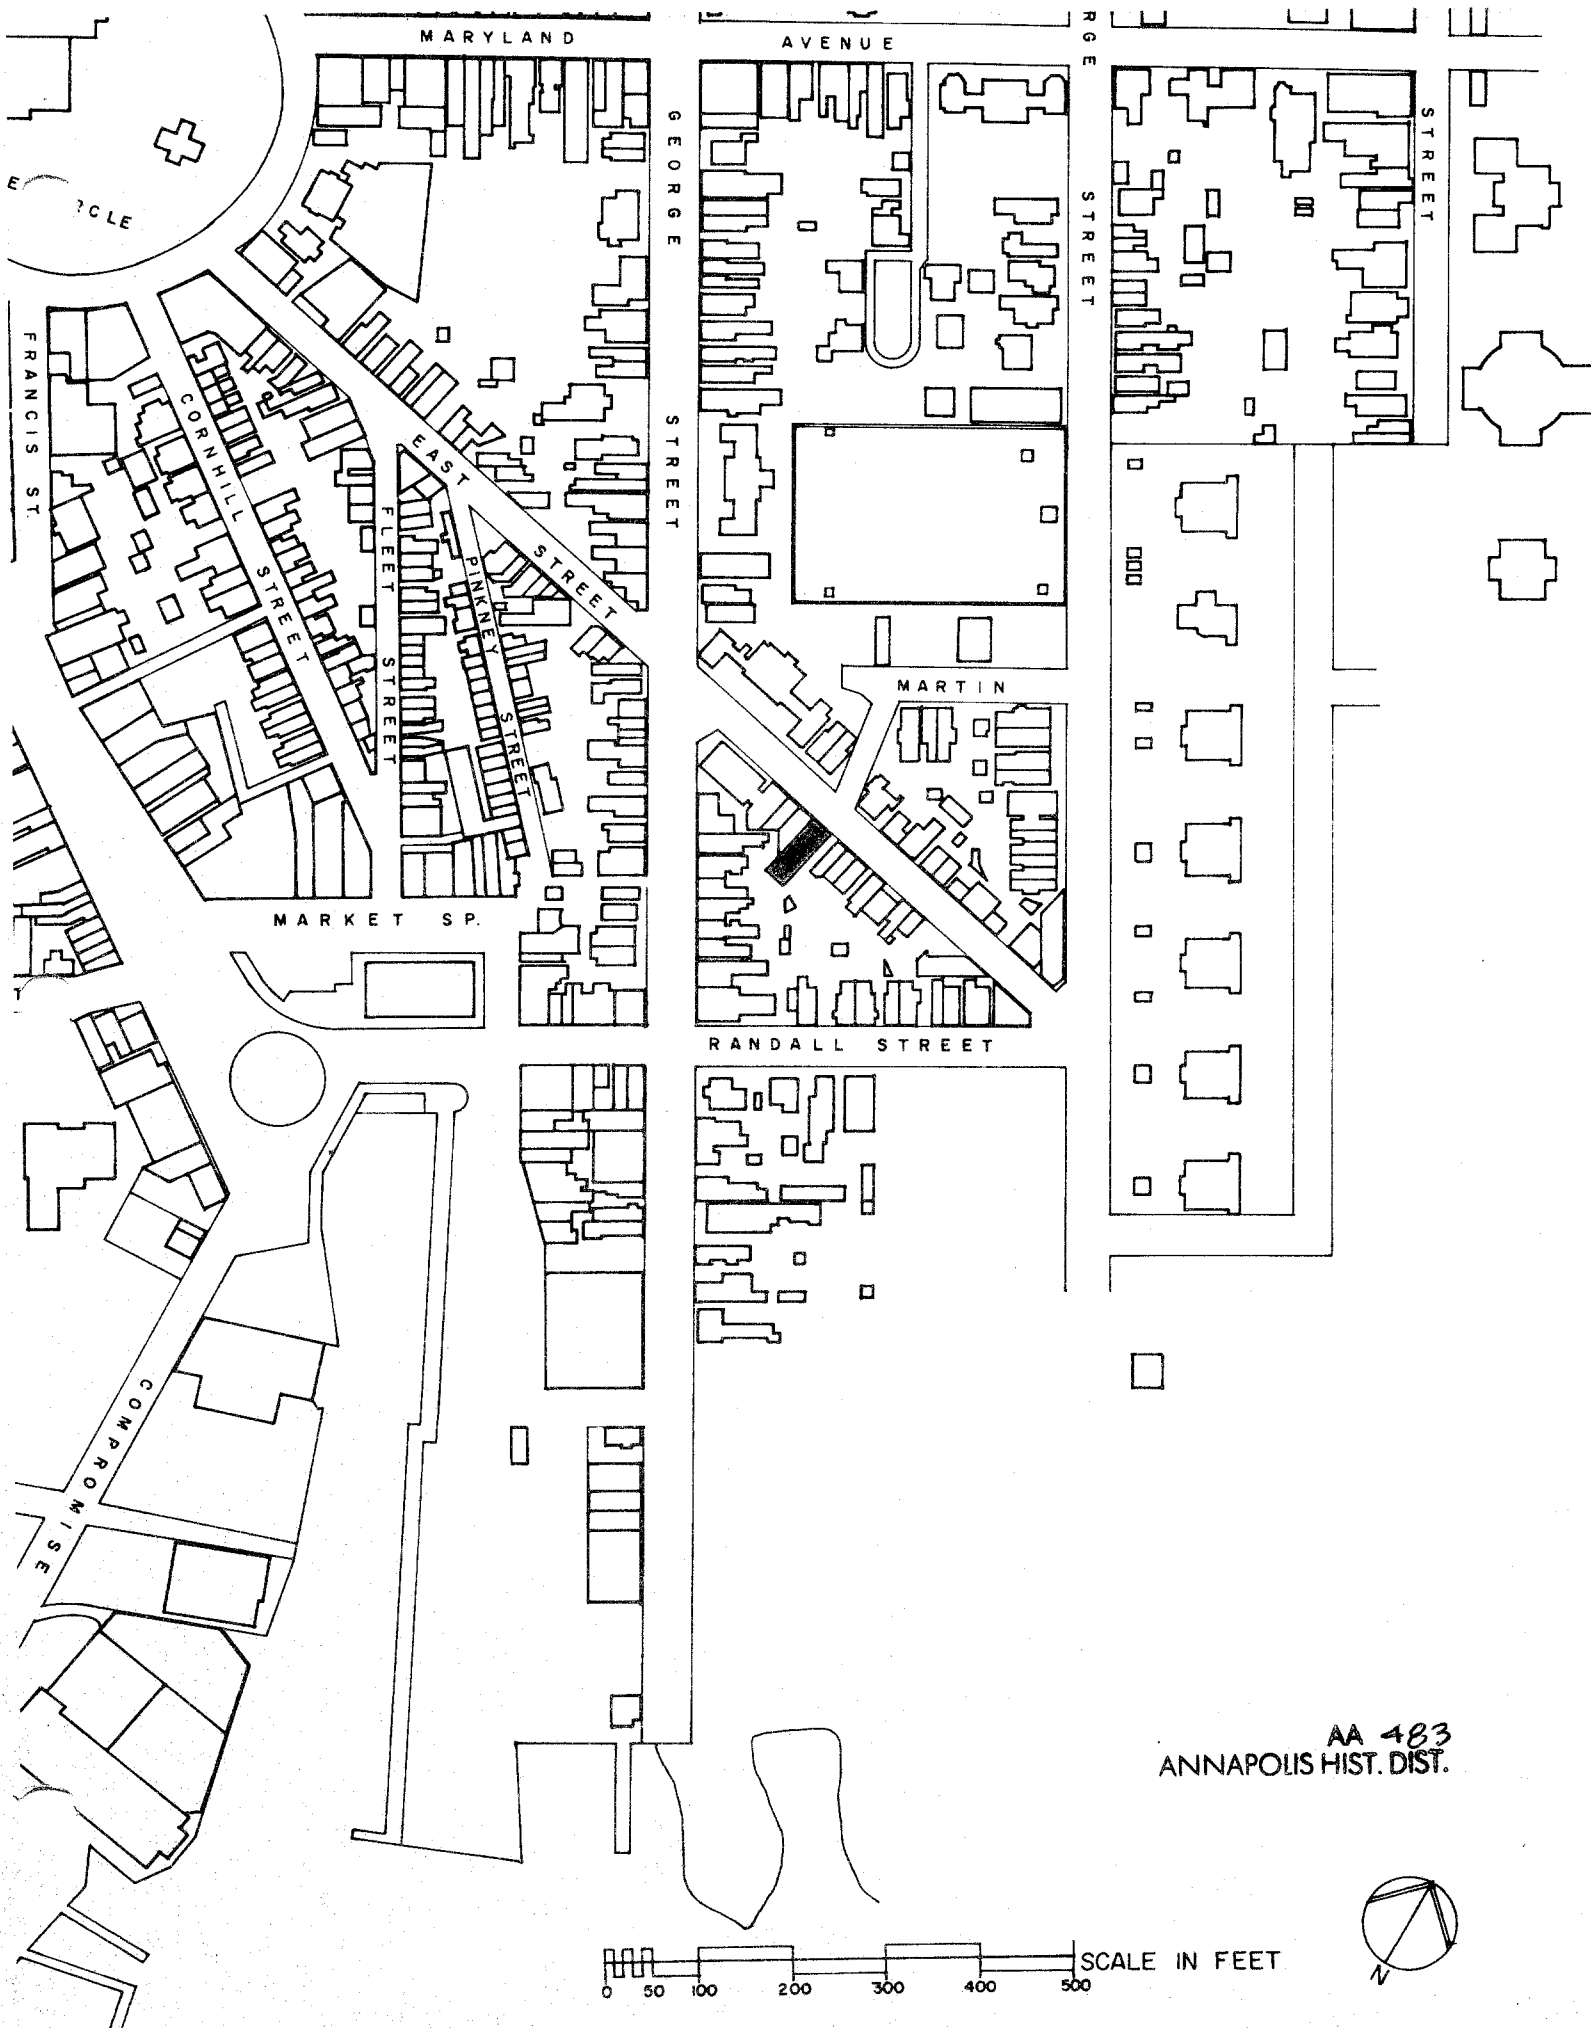 MARYLAND AVENUE
RGE
STREET
GEORGE
STREET
E
?CLE
STREET
FRANCIS ST.
CORNHILL
STREET
EAST
STREET
FLEET
STREET
PINKNEY
STREET
MARTIN
MARKET SP.
RANDALL STREET
COMPROMISE
AA 483
ANNAPOLIS HIST. DIST.
SCALE IN FEET
0 50 100 200 300 400 500
N